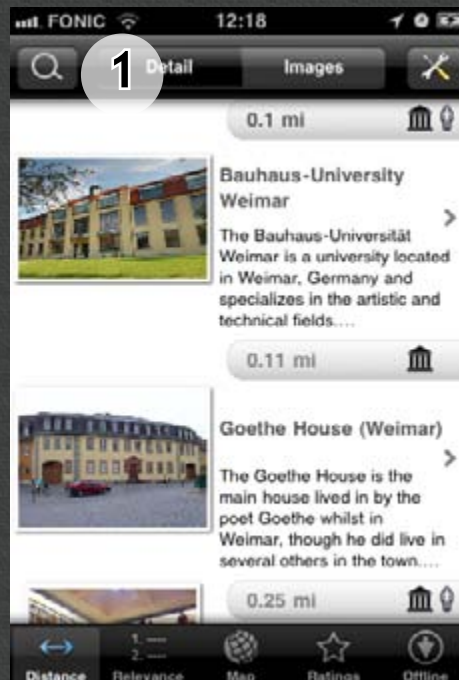 FONIC
12:18
1
Detail
Images
0.1 mi
Bauhaus-University
Weimar
The Bauhaus-Universität
Weimar is a university located
in Weimar, Germany and
specializes in the artistic and
technical fields....
0.11 mi
Goethe House (Weimar)
The Goethe House is the
main house lived in by the
poet Goethe whilst in
Weimar, though he did live in
several others in the town....
0.25 mi
1. ----
2. ----
Distance
Relevance
Map
Ratings
Offline